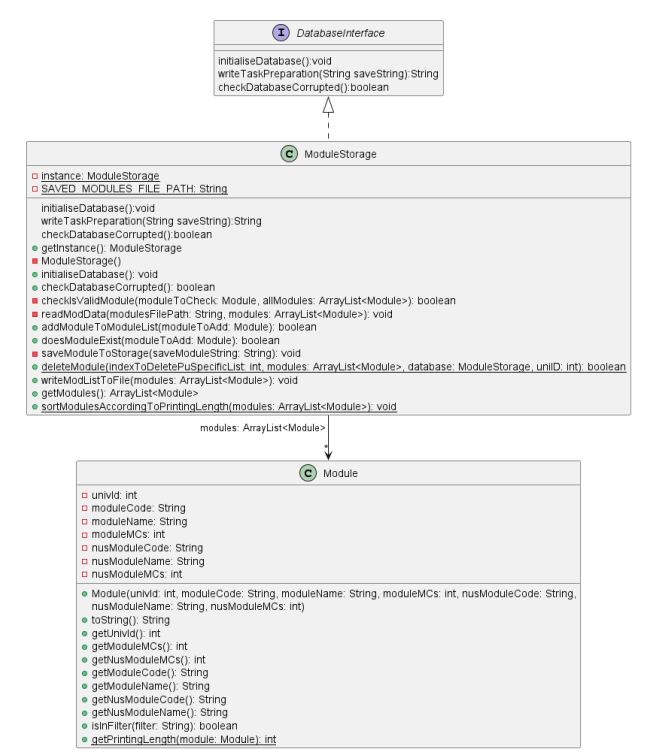 I DatabaseInterface
initialiseDatabase():void
writeTaskPreparation(String saveString):String
checkDatabaseCorrupted():boolean
C ModuleStorage
instance: ModuleStorage
SAVED_MODULES_FILE_PATH: String
initialiseDatabase():void
writeTaskPreparation(String saveString):String
checkDatabaseCorrupted():boolean
getInstance(): ModuleStorage
ModuleStorage()
initialiseDatabase(): void
checkDatabaseCorrupted(): boolean
checkIsValidModule(moduleToCheck: Module, allModules: ArrayList<Module>): boolean
readModData(modulesFilePath: String, modules: ArrayList<Module>): void
addModuleToModuleList(moduleToAdd: Module): boolean
doesModuleExist(moduleToAdd: Module): boolean
saveModuleToStorage(saveModuleString: String): void
deleteModule(indexToDeletePuSpecificList: int, modules: ArrayList<Module>, database: ModuleStorage, uniID: int): boolean
writeModListToFile(modules: ArrayList<Module>): void
getModules(): ArrayList<Module>
sortModulesAccordingToPrintingLength(modules: ArrayList<Module>): void
modules: ArrayList<Module>
*
C Module
univId: int
moduleCode: String
moduleName: String
moduleMCs: int
nusModuleCode: String
nusModuleName: String
nusModuleMCs: int
Module(univId: int, moduleCode: String, moduleName: String, moduleMCs: int, nusModuleCode: String,
nusModuleName: String, nusModuleMCs: int)
toString(): String
getUnivId(): int
getModuleMCs(): int
getNusModuleMCs(): int
getModuleCode(): String
getModuleName(): String
getNusModuleCode(): String
getNusModuleName(): String
isInFilter(filter: String): boolean
getPrintingLength(module: Module): int